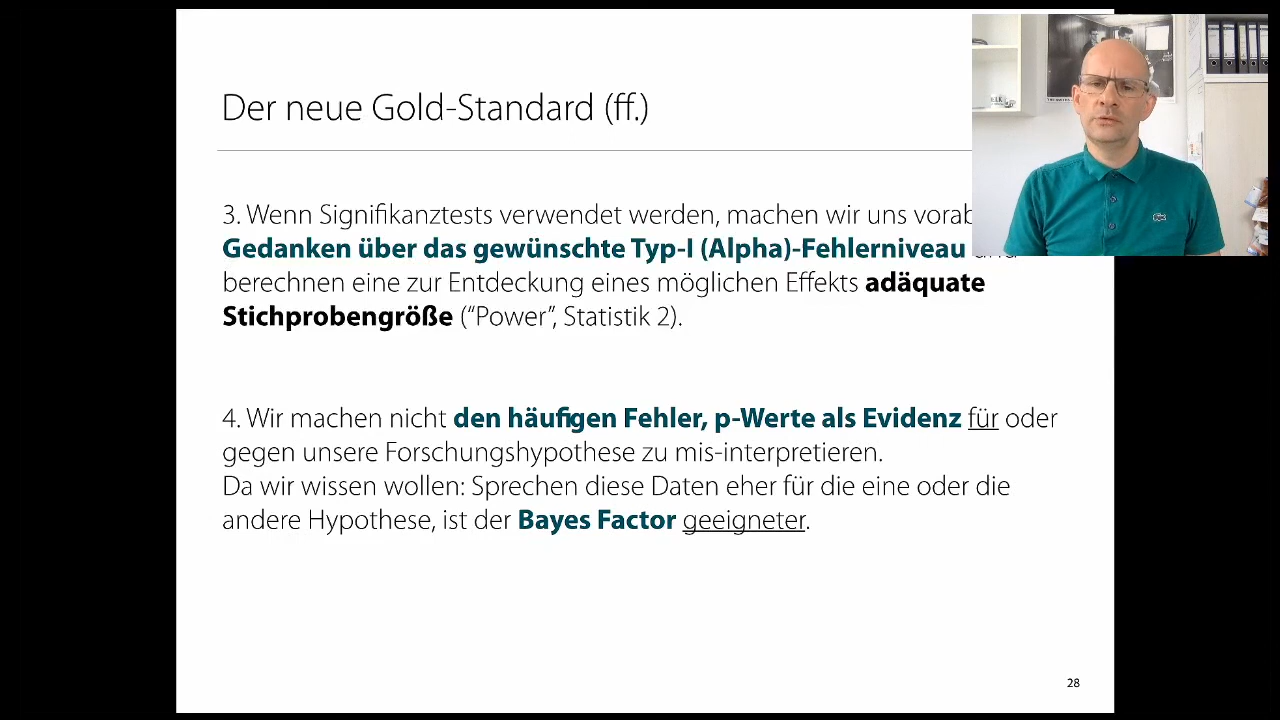 Der neue Gold-Standard (ff.)
3. Wenn Signifikanztests verwendet werden, machen wir uns vorab
Gedanken über das gewünschte Typ-I (Alpha)-Fehlerniveau und
berechnen eine zur Entdeckung eines möglichen Effekts adäquate
Stichprobengröße (“Power”, Statistik 2).
4. Wir machen nicht den häufigen Fehler, p-Werte als Evidenz für oder
gegen unsere Forschungshypothese zu mis-interpretieren.
Da wir wissen wollen: Sprechen diese Daten eher für die eine oder die
andere Hypothese, ist der Bayes Factor geeigneter.
28